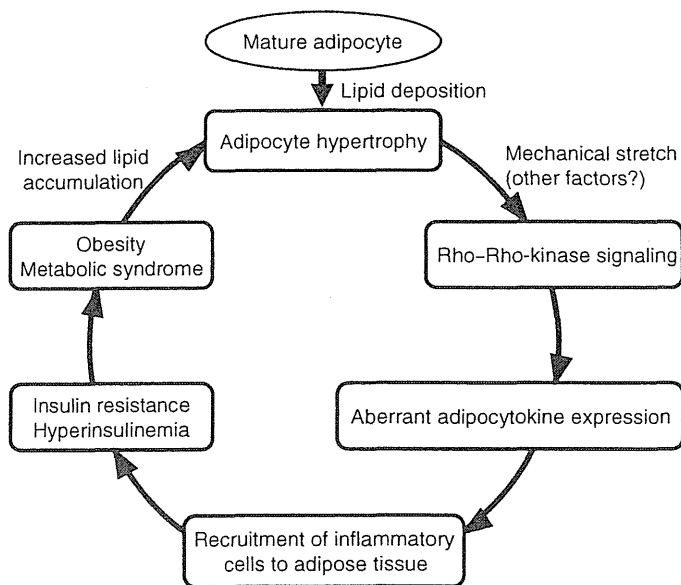 Mature adipocyte
Lipid deposition
Adipocyte hypertrophy
Mechanical stretch
(other factors?)
Rho–Rho-kinase signaling
Aberrant adipocytokine expression
Recruitment of inflammatory
cells to adipose tissue
Insulin resistance
Hyperinsulinemia
Obesity
Metabolic syndrome
Increased lipid
accumulation